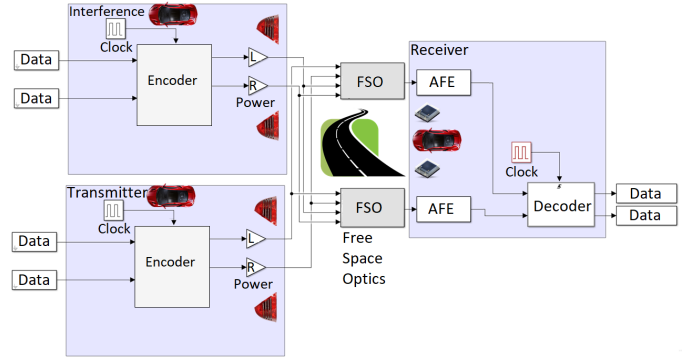 Interference
Clock
Data
Data
Encoder
L
R
Power
Transmitter
Clock
Data
Data
Encoder
L
R
Power
FSO
FSO
Free
Space
Optics
Receiver
AFE
AFE
Clock
Decoder
Data
Data